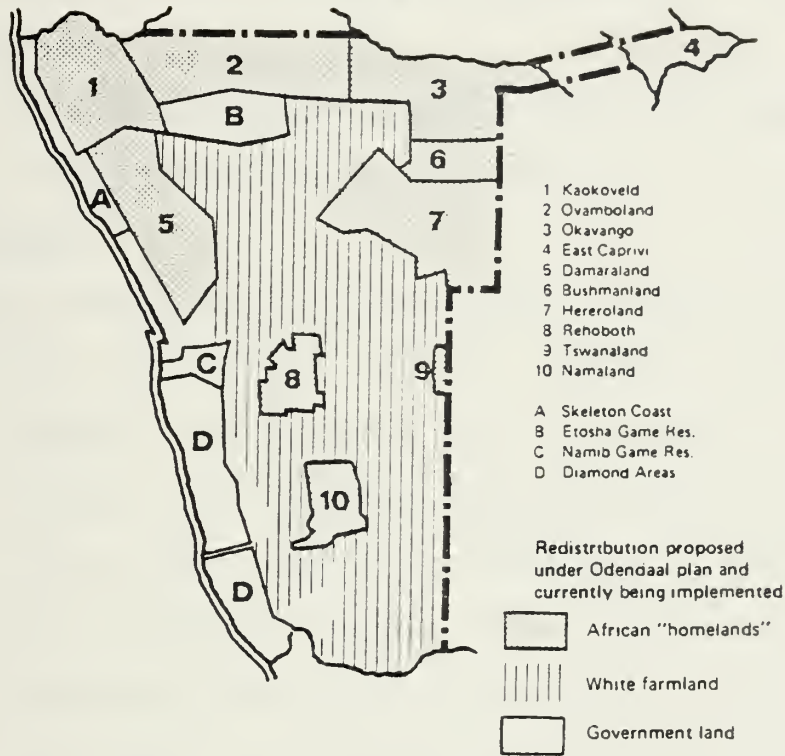 1
2
3
4
B
6
A
5
7
C
8
9
D
10
D
1 Kaokoveld
2 Ovamboland
3 Okavango
4 East Caprivi
5 Damaraland
6 Bushmanland
7 Hereroland
8 Rehoboth
9 Tswanaland
10 Namaland
A Skeleton Coast
B Etosha Game Res.
C Namib Game Res.
D Diamond Areas
Redistribution proposed
under Odendaal plan and
currently being implemented
African "homelands"
White farmland
Government land